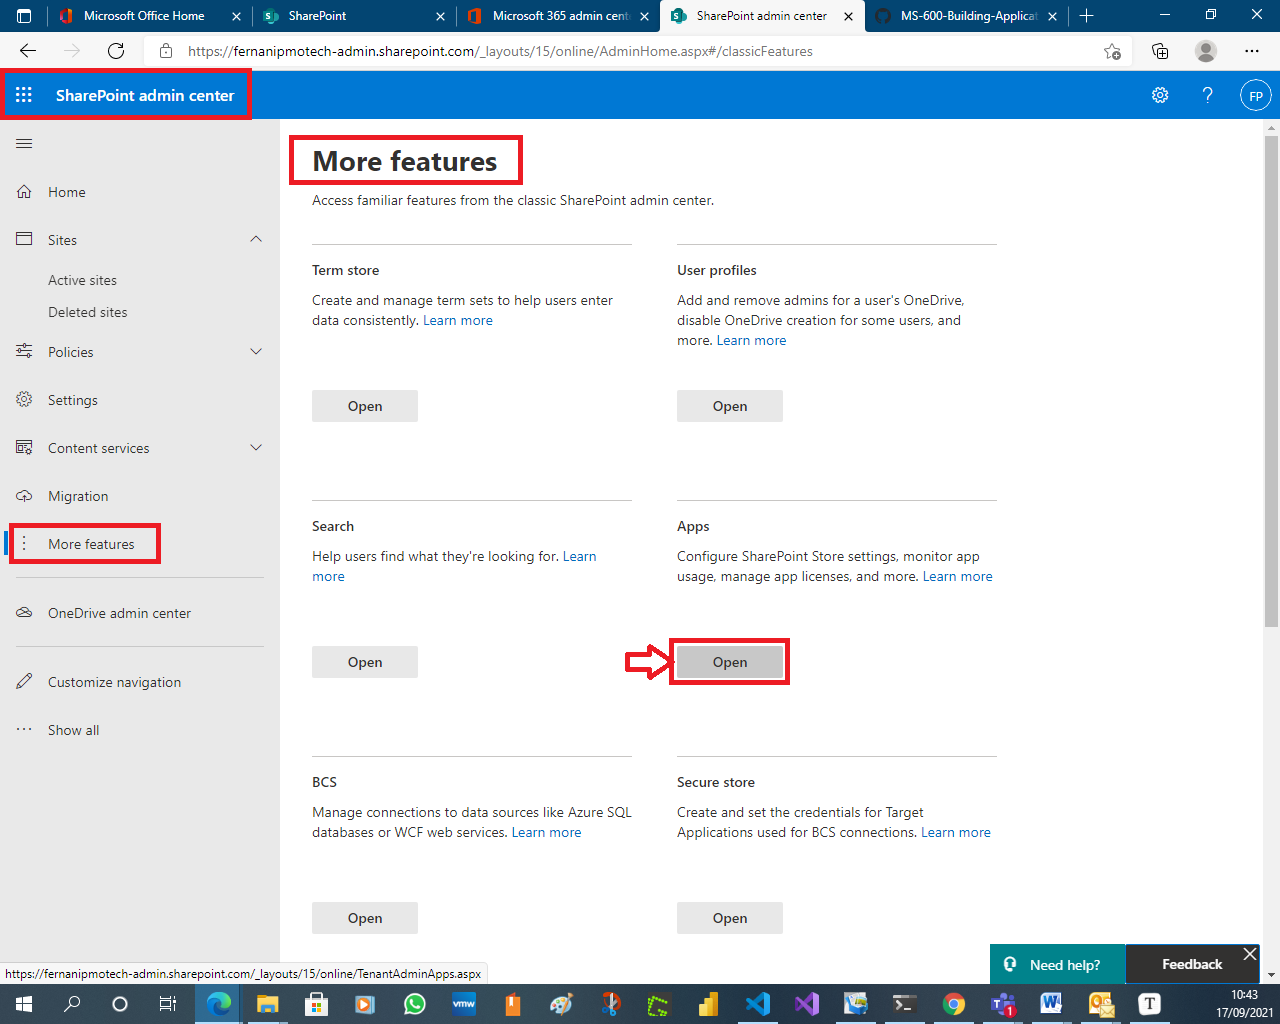 Microsoft Office Home
SharePoint
Microsoft 365 admin cent
SharePoint admin center
MS-600-Building-Applicat
https://fernanipmotech-admin.sharepoint.com/_layouts/15/online/AdminHome.aspx#/classicFeatures
SharePoint admin center
?
FP
Home
Sites
Active sites
Deleted sites
Policies
Settings
Content services
Migration
More features
OneDrive admin center
Customize navigation
Show all
More features
Access familiar features from the classic SharePoint admin center.
Term store
Create and manage term sets to help users enter
data consistently. Learn more
Open
User profiles
Add and remove admins for a user's OneDrive,
disable OneDrive creation for some users, and
more. Learn more
Open
Search
Help users find what they're looking for. Learn
more
Open
Apps
Configure SharePoint Store settings, monitor app
usage, manage app licenses, and more. Learn more
Open
BCS
Manage connections to data sources like Azure SQL
databases or WCF web services. Learn more
Open
Secure store
Create and set the credentials for Target
Applications used for BCS connections. Learn more
Open
Need help?
Feedback
https://fernanipmotech-admin.sharepoint.com/_layouts/15/online/TenantAdminApps.aspx
vmw
1
T
10:43
17/09/2021